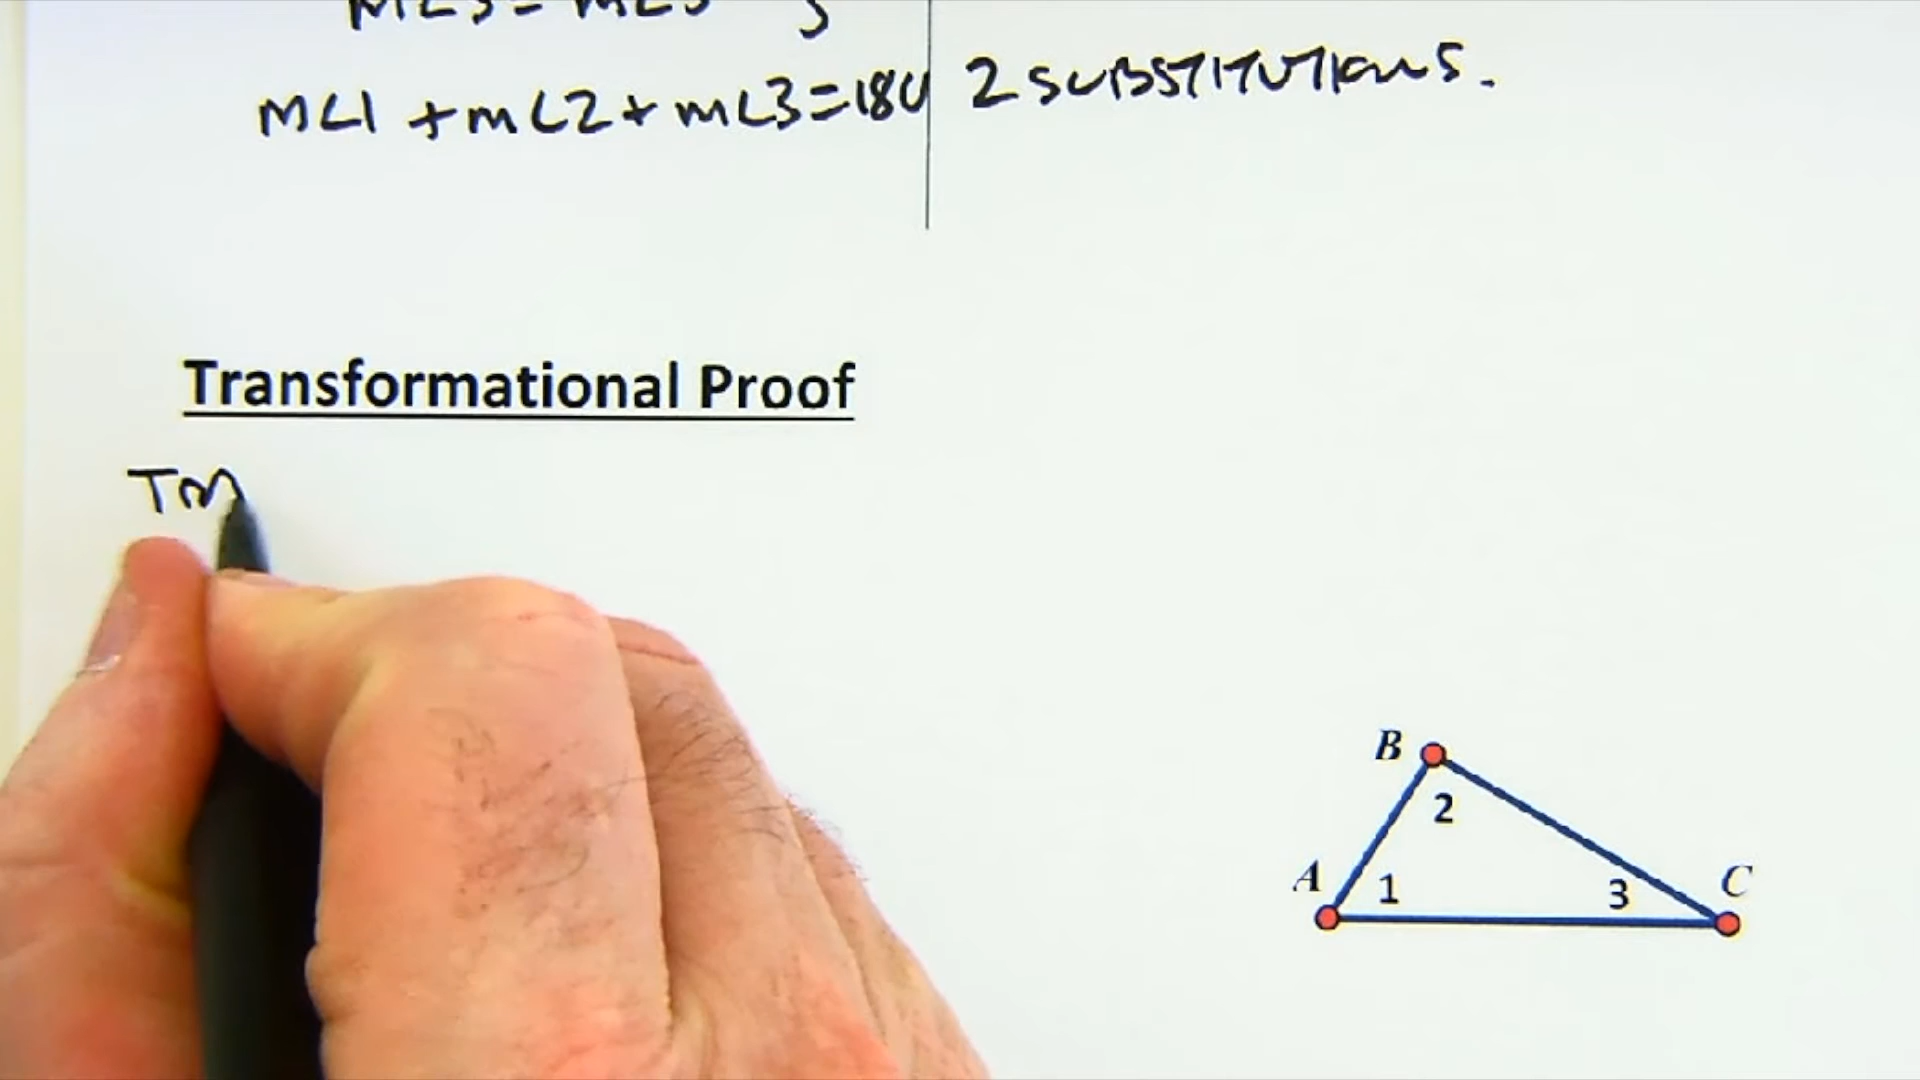 m∠1 + m∠2 + m∠3 = 180 2 SUBSTITUTIONS.
Transformational Proof
B
2
A 1 3 C